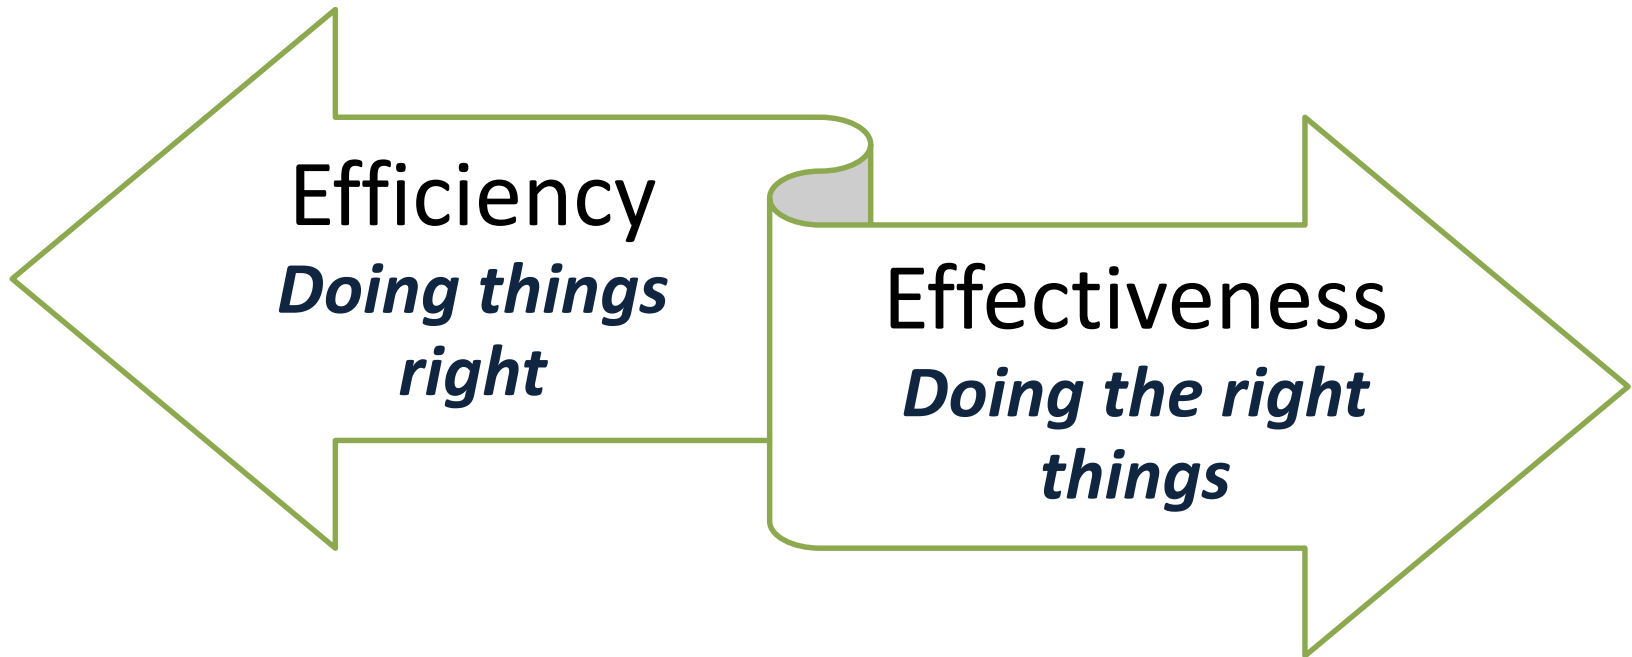 Efficiency
Doing things
right
Effectiveness
Doing the right
things